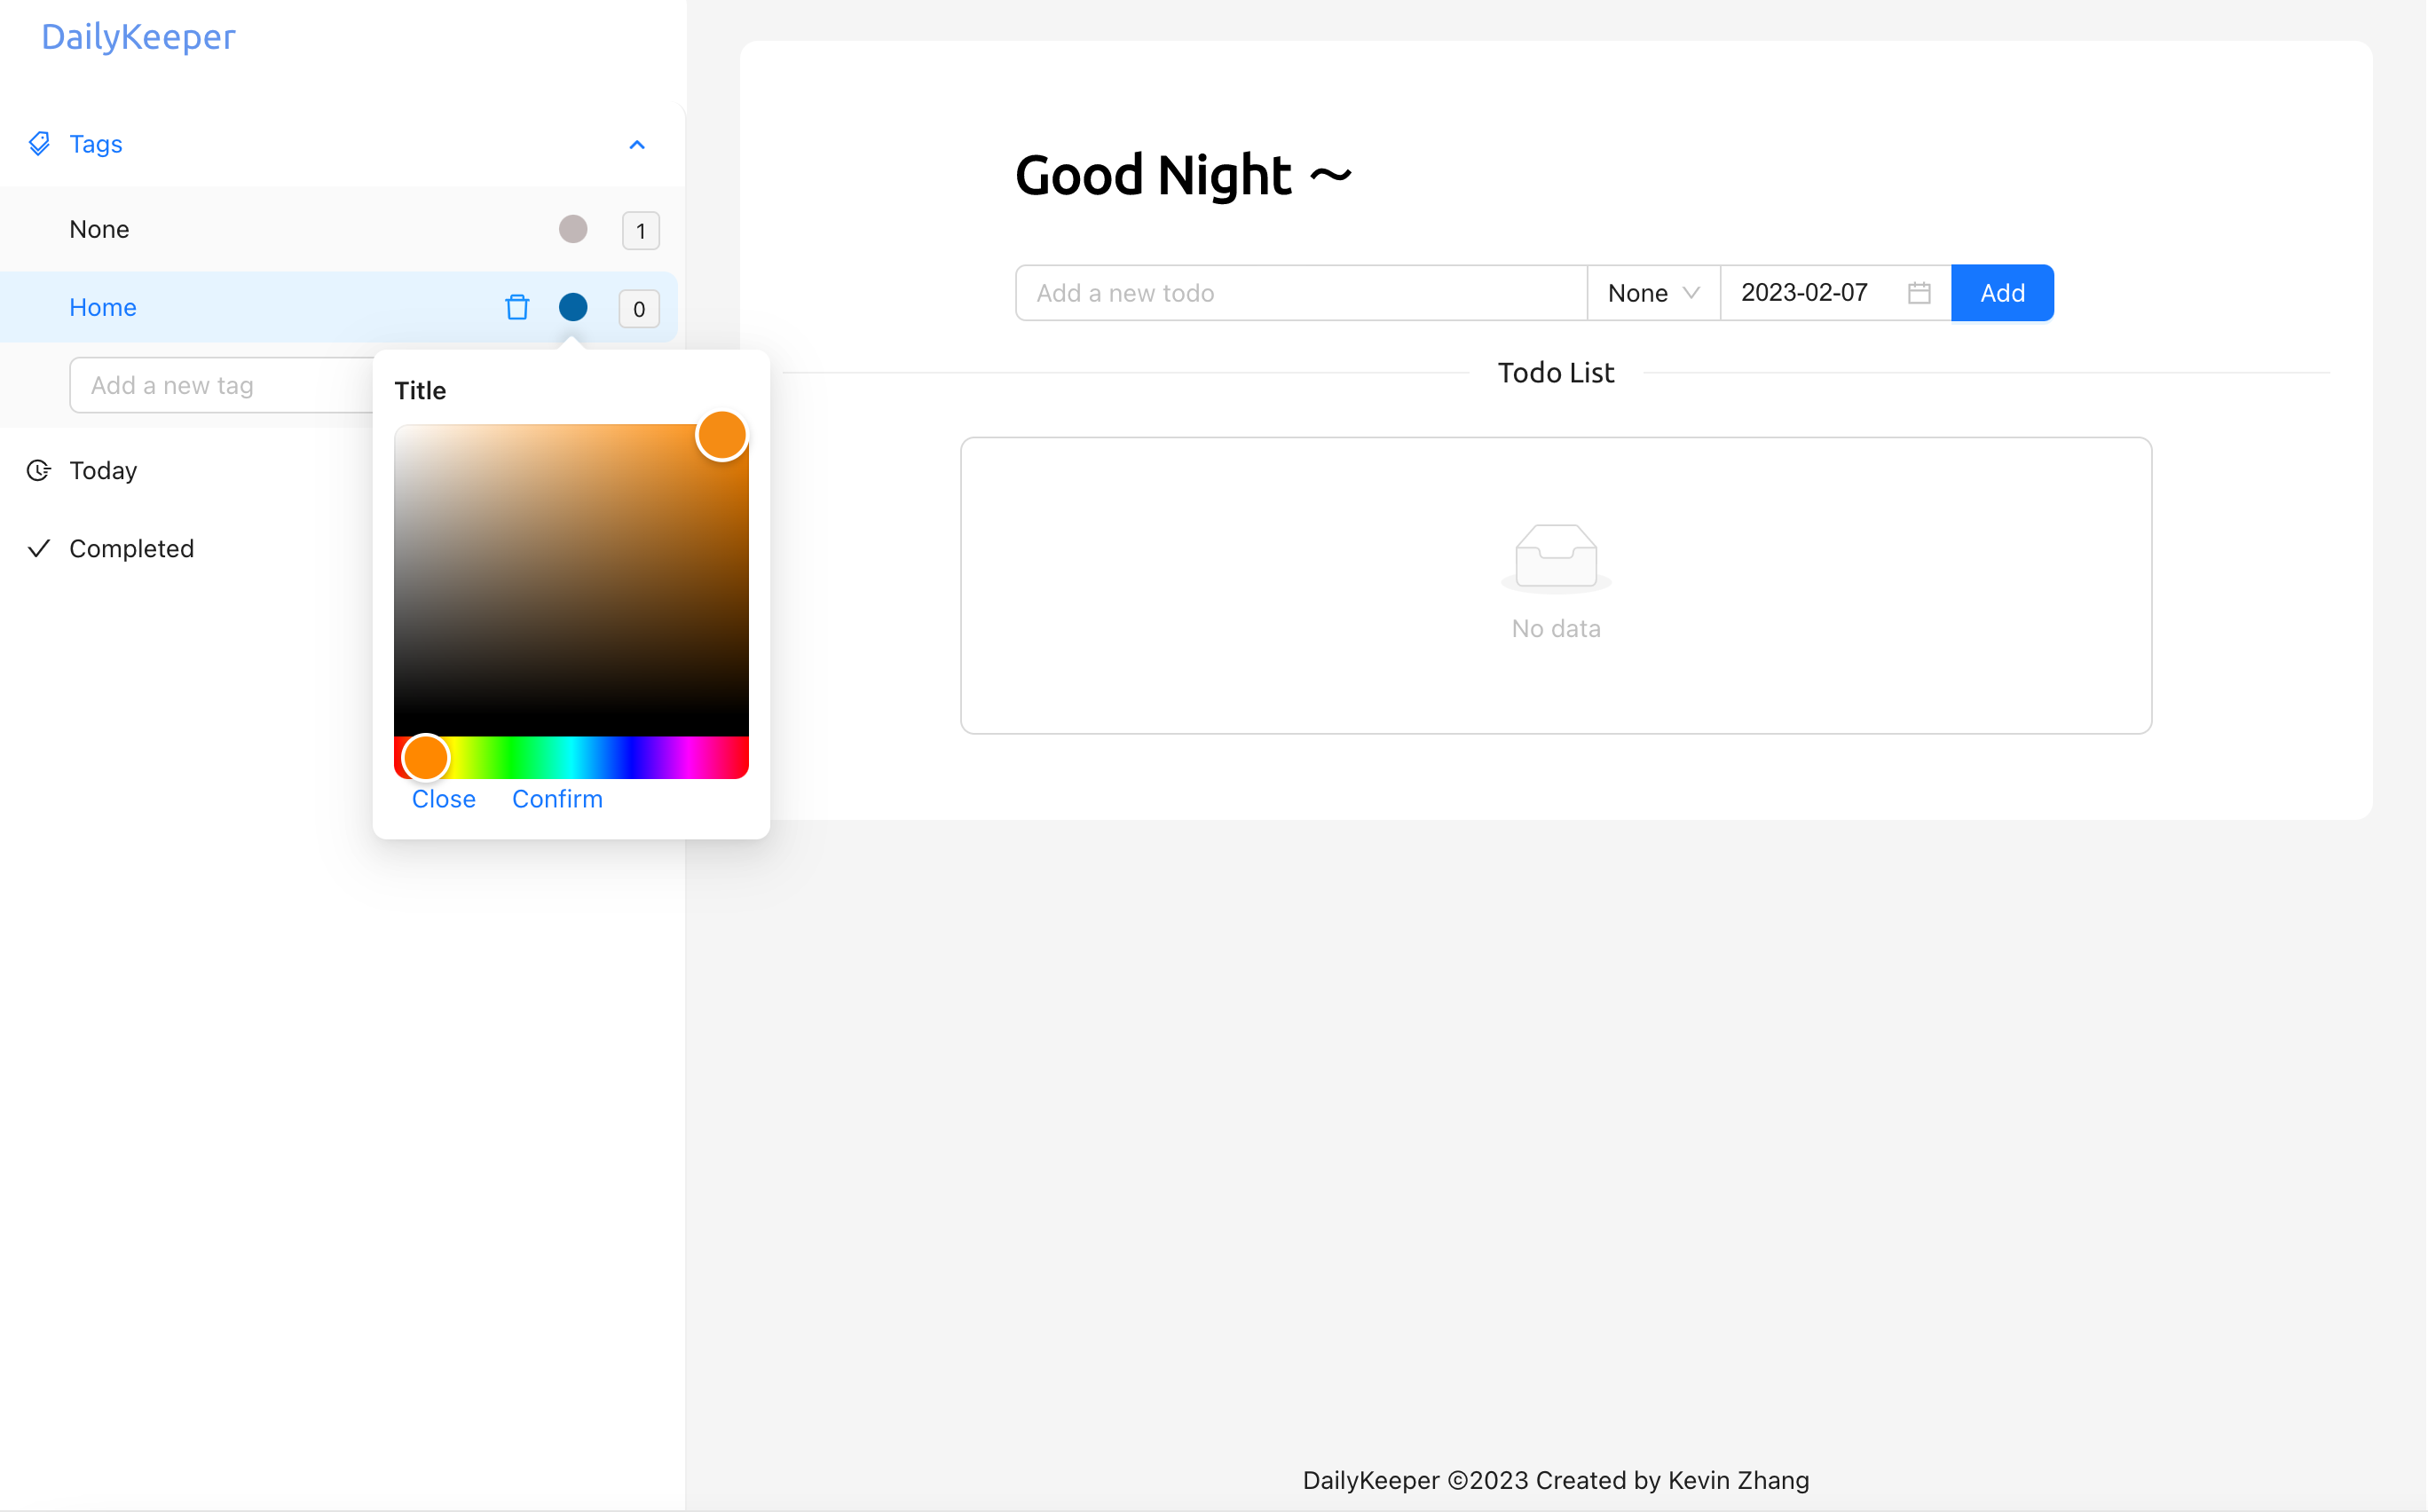 DailyKeeper
Tags
None 1
Home 0
Add a new tag
Title
Close Confirm
Today
Completed
Good Night ～
Add a new todo None 2023-02-07 Add
Todo List
No data
DailyKeeper ©2023 Created by Kevin Zhang